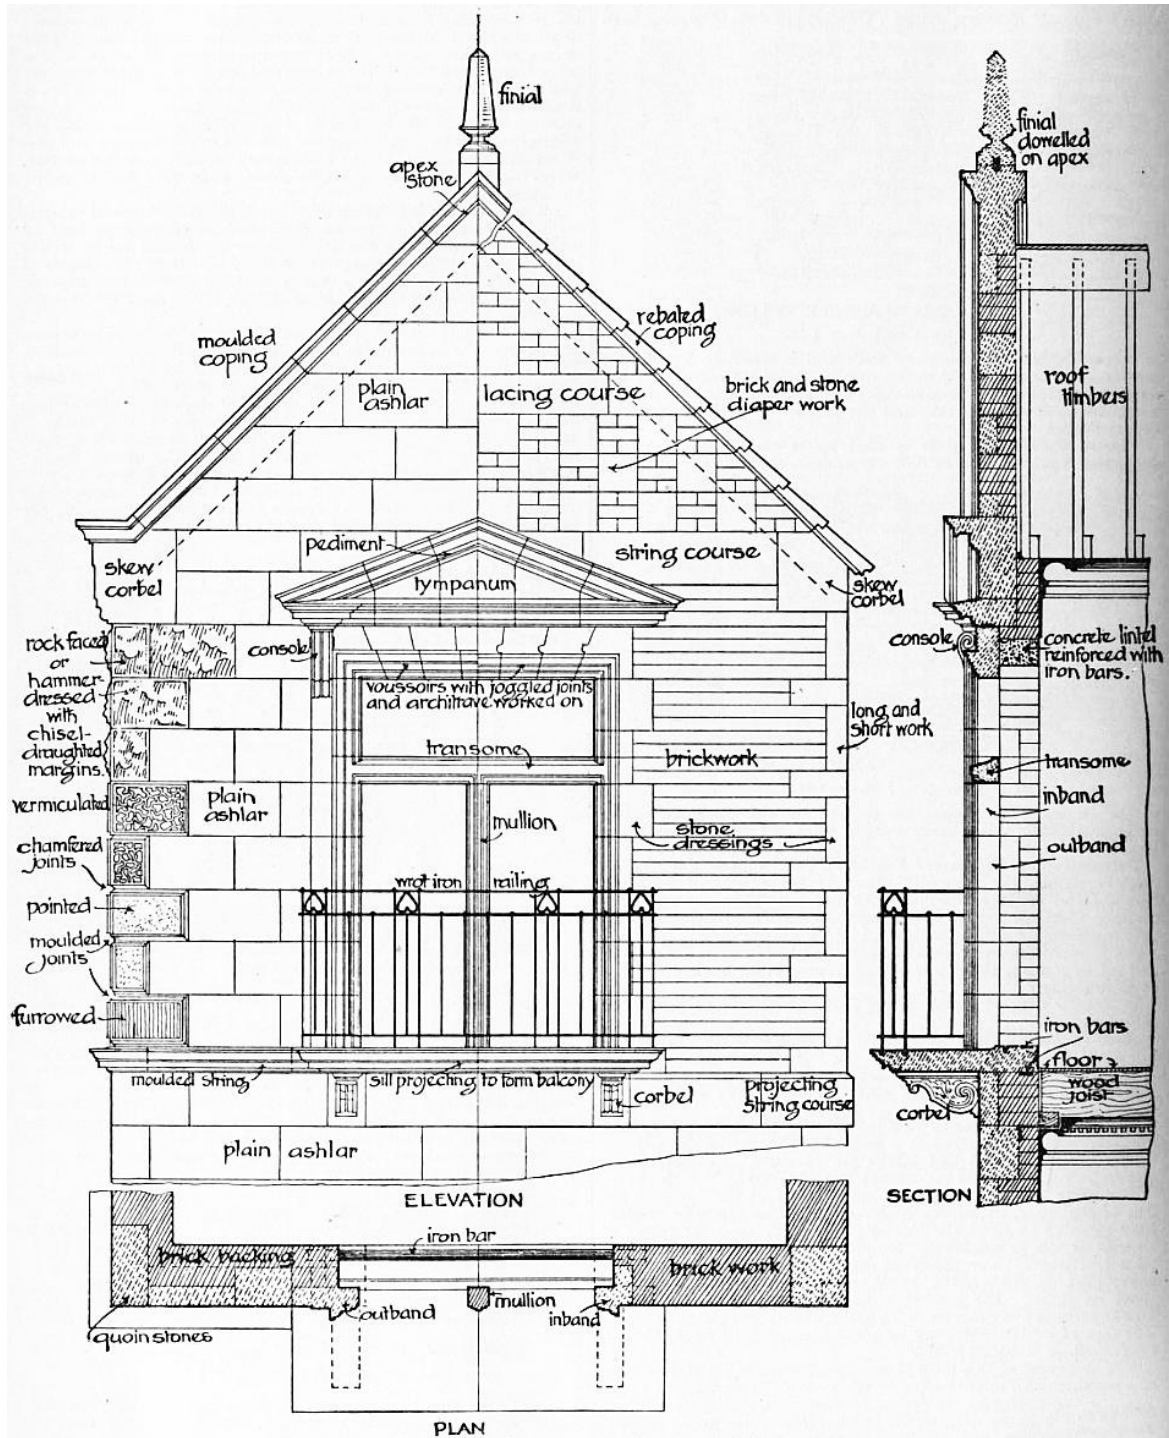 finial
apex
stone
finial
dowelled
on apex
moulded
coping
rebated
coping
plain
ashlar
lacing course
brick and stone
diaper work
roof
timbers
pediment
string course
tympanum
skew
corbel
skew
corbel
rock faced
or
hammer-
dressed
with
chisel-
draughted
margins.
console
voussoirs with joggled joints
and architrave worked on
console
concrete lintel
reinforced with
iron bars.
long and
short work
transome
brickwork
transome
vermiculated
plain
ashlar
mullion
stone
dressings
inband
outband
chamfered
joints
wrot iron railing
pointed
moulded
joints
furrowed
iron bars
floor
wood
joist
moulded string
sill projecting to form balcony
corbel
projecting
string course
corbel
plain ashlar
ELEVATION
SECTION
iron bar
brick backing
brick work
outband
mullion
inband
quoin stones
PLAN